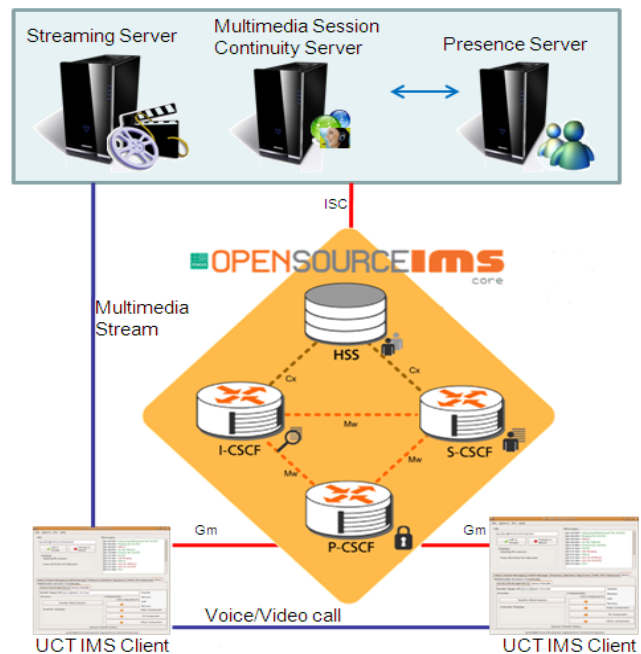 Streaming Server
Multimedia Session
Continuity Server
Presence Server
ISC
OPENSOURCEIMS
core
Multimedia
Stream
HSS
Cx
Cx
I-CSCF
Mw
S-CSCF
Mw
Mw
Gm
P-CSCF
Gm
Voice/Video call
UCT IMS Client
UCT IMS Client